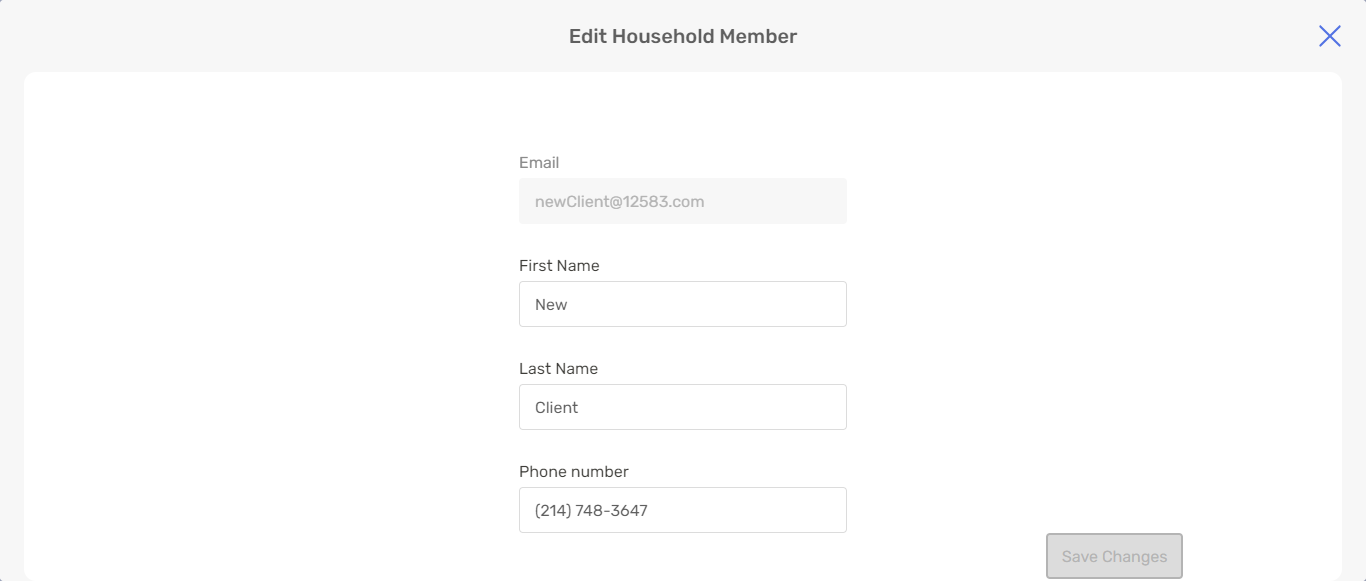 Edit Household Member
Email
newClient@12583.com
First Name
New
Last Name
Client
Phone number
(214) 748-3647
Save Changes